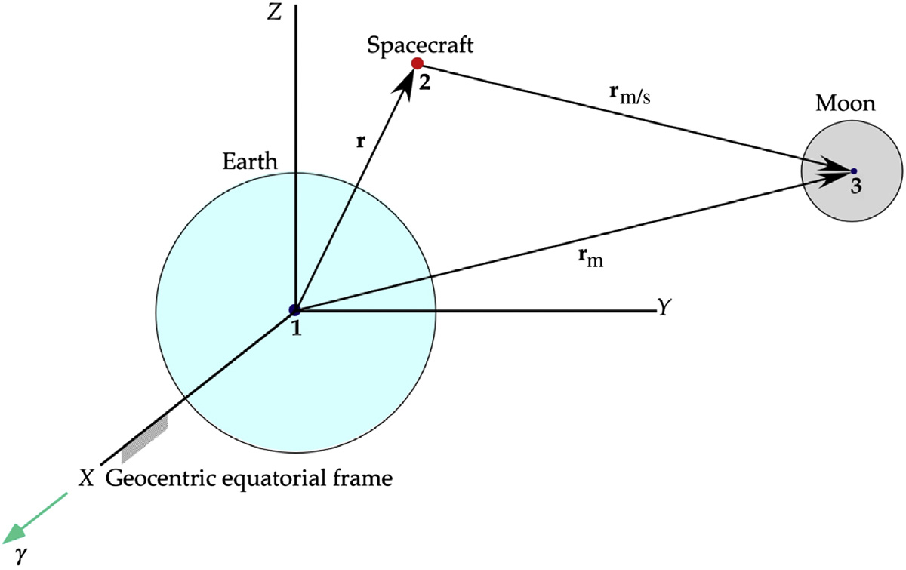 Z
Spacecraft
2
r
r m/s
Moon
3
Earth
r m
1
Y
X Geocentric equatorial frame
γ